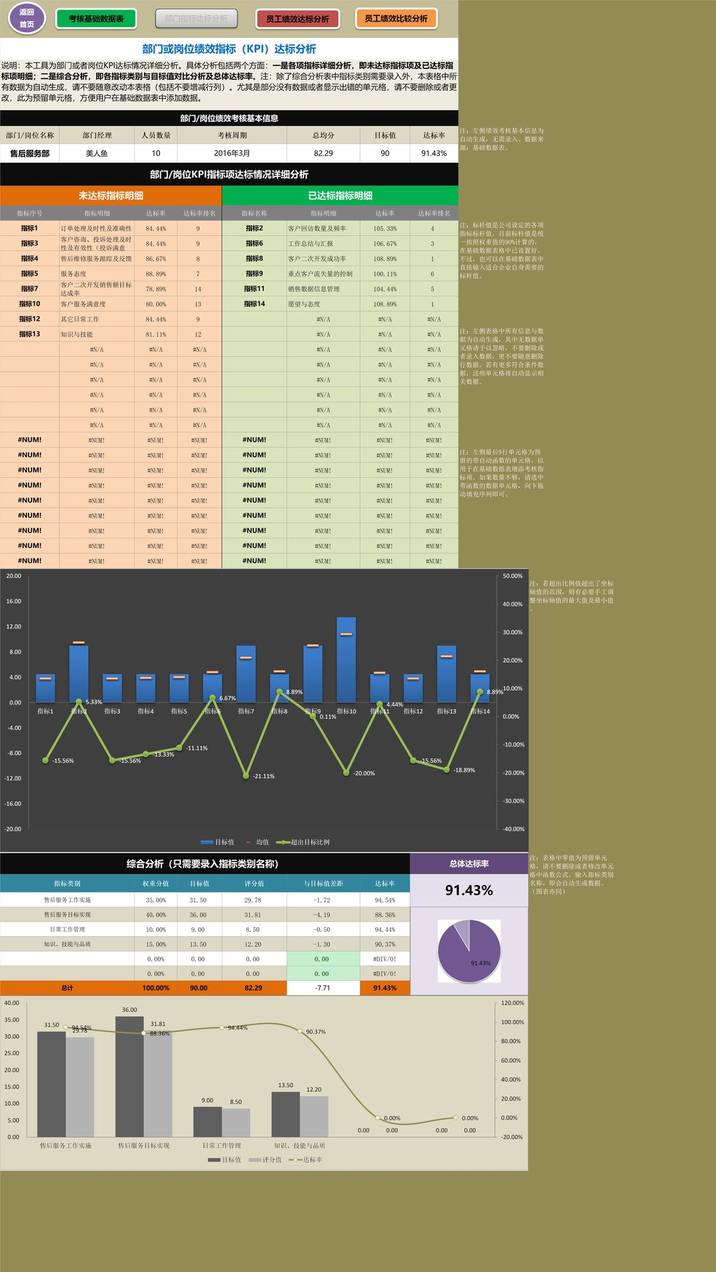 返回
首页
考核基础数据表
部门指标达标分析
员工绩效达标分析
员工绩效比较分析
部门或岗位绩效指标（KPI）达标分析
说明：本工具为部门或者岗位KPI达标情况详细分析。具体分析包括两个方面：一是各项指标详细分析，即未达标指标项及已达标指
标项明细；二是综合分析，即各指标类别与目标值对比分析及总体达标率。注：除了综合分析表中指标类别需要录入外，本表格中所
有数据为自动生成，请不要随意改动本表格（包括不要增减行列）。尤其是部分没有数据或者显示出错的单元格，请不要删除或者更
改，此为预留单元格，方便用户在基础数据表中添加数据。
部门/岗位绩效考核基本信息
部门/岗位名称 部门经理 人员数量 考核周期 总均分 目标值 达标率
售后服务部 美人鱼 10 2016年3月 82.29 90 91.43%
注：左侧绩效考核基本信息为
自动生成，无需录入。数据来
源：基础数据表。
部门/岗位KPI指标项达标情况详细分析
未达标指标明细 已达标指标明细
指标序号 指标明细 达标率 达标率排名 指标名称 指标明细 达标率 达标率排名
指标1 订单处理及时性及准确性 84.44% 9 指标2 客户回访数量及频率 105.33% 4
指标3 客户咨询、投诉处理及时
性及有效性（投诉满意 84.44% 9 指标6 工作总结与汇报 106.67% 3
指标4 售后维修服务跟踪及反馈 86.67% 8 指标8 客户二次开发成功率 108.89% 1
指标5 服务态度 88.89% 7 指标9 重点客户流失量的控制 100.11% 6
指标7 客户二次开发销售额目标
达成率 78.89% 14 指标11 销售数据信息管理 104.44% 5
指标10 客户服务满意度 80.00% 13 指标14 愿望与态度 108.89% 1
指标12 其它日常工作 84.44% 9 #N/A #N/A #N/A
指标13 知识与技能 81.11% 12 #N/A #N/A #N/A
#N/A #N/A #N/A #N/A #N/A #N/A
#N/A #N/A #N/A #N/A #N/A #N/A
#N/A #N/A #N/A #N/A #N/A #N/A
#N/A #N/A #N/A #N/A #N/A #N/A
#N/A #N/A #N/A #N/A #N/A #N/A
#N/A #N/A #N/A #N/A #N/A #N/A
#NUM! #NUM! #NUM! #NUM! #NUM! #NUM! #NUM! #NUM!
#NUM! #NUM! #NUM! #NUM! #NUM! #NUM! #NUM! #NUM!
#NUM! #NUM! #NUM! #NUM! #NUM! #NUM! #NUM! #NUM!
#NUM! #NUM! #NUM! #NUM! #NUM! #NUM! #NUM! #NUM!
#NUM! #NUM! #NUM! #NUM! #NUM! #NUM! #NUM! #NUM!
#NUM! #NUM! #NUM! #NUM! #NUM! #NUM! #NUM! #NUM!
#NUM! #NUM! #NUM! #NUM! #NUM! #NUM! #NUM! #NUM!
#NUM! #NUM! #NUM! #NUM! #NUM! #NUM! #NUM! #NUM!
#NUM! #NUM! #NUM! #NUM! #NUM! #NUM! #NUM! #NUM!
注：标杆值是公司设定的各项
指标标杆值，目前标杆值是统
一按照权重值的90%计算的，
在基础数据表格中已设置好。
不过，也可以在基础数据表中
直接输入适合企业自身需要的
标杆值。
注：左侧表格中所有信息与数
据为自动生成，其中无数据单
元格请予以忽略，不要删除或
者录入数据，更不要随意删除
行数据。若有更多符合条件数
据，这些单元格将自动显示相
关数据。
注：左侧最后9行单元格为预
留的带自动函数的单元格，以
用于在基础数据表增添考核指
标项。如果数量不够，请选中
带函数的数据单元格，向下拖
动填充序列即可。
20.00
16.00
12.00
8.00
4.00
0.00
-4.00
-8.00
-12.00
-16.00
-20.00
50.00%
40.00%
30.00%
20.00%
10.00%
0.00%
-10.00%
-20.00%
-30.00%
-40.00%
指标1 指标2 指标3 指标4 指标5 指标6 指标7 指标8 指标9 指标10 指标11 指标12 指标13 指标14
-15.56% 5.33% -15.56% -13.33% -11.11% 6.67% -21.11% 8.89% 0.11% -20.00% 4.44% -15.56% -18.89% 8.89%
目标值 均值 超出目标比例
注：若超出比例值超出了坐标
轴值的范围，则有必要手工调
整坐标轴值的最大值及最小值
。
综合分析（只需要录入指标类别名称） 总体达标率
指标类别 权重分值 目标值 评分值 与目标值差距 达标率
91.43%
售后服务工作实施 35.00% 31.50 29.78 -1.72 94.54%
售后服务目标实现 40.00% 36.00 31.81 -4.19 88.36%
日常工作管理 10.00% 9.00 8.50 -0.50 94.44%
知识、技能与品质 15.00% 13.50 12.20 -1.30 90.37%
0.00% 0.00 0.00 0.00 #DIV/0!
0.00% 0.00 0.00 0.00 #DIV/0!
总计 100.00% 90.00 82.29 -7.71 91.43%
91.43%
注：表格中零值为预留单元
格，请不要删除或者修改单元
格中函数公式。输入指标类别
名称，即会自动生成数据。
（图表亦同）
40.00
35.00
30.00
25.00
20.00
15.00
10.00
5.00
0.00
120.00%
100.00%
80.00%
60.00%
40.00%
20.00%
0.00%
-20.00%
31.50 29.78 94.54%
36.00 31.81 88.36%
9.00 8.50 94.44%
13.50 12.20 90.37%
0.00 0.00 0.00%
0.00 0.00 0.00%
售后服务工作实施 售后服务目标实现 日常工作管理 知识、技能与品质
目标值 评分值 达标率